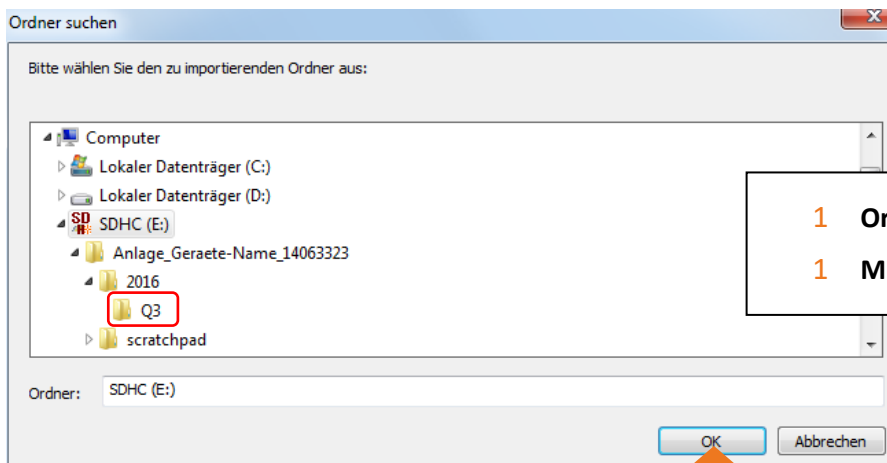 Ordner suchen
Bitte wählen Sie den zu importierenden Ordner aus:
Computer
Lokaler Datenträger (C:)
Lokaler Datenträger (D:)
SD SDHC (E:)
Anlage_Geraete-Name_14063323
2016
Q3
scratchpad
1
1
Ordner: SDHC (E:)
OK Abbrechen